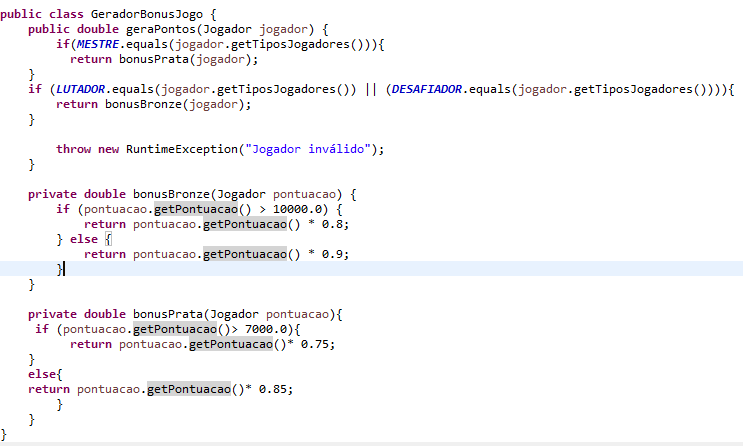 public class GeradorBonusJogo {
    public double geraPontos(Jogador jogador) {
        if(MESTRE.equals(jogador.getTiposJogadores())){
          return bonusPrata(jogador);
    }
    if (LUTADOR.equals(jogador.getTiposJogadores()) || (DESAFIADOR.equals(jogador.getTiposJogadores()))){
        return bonusBronze(jogador);
    }

        throw new RuntimeException("Jogador inválido");
    }

    private double bonusBronze(Jogador pontuacao) {
        if (pontuacao.getPontuacao() > 10000.0) {
            return pontuacao.getPontuacao() * 0.8;
        } else {
            return pontuacao.getPontuacao() * 0.9;
        }
    }

    private double bonusPrata(Jogador pontuacao){
     if (pontuacao.getPontuacao()> 7000.0){
          return pontuacao.getPontuacao()* 0.75;
    }
    else{
    return pontuacao.getPontuacao()* 0.85;
        }
    }
}